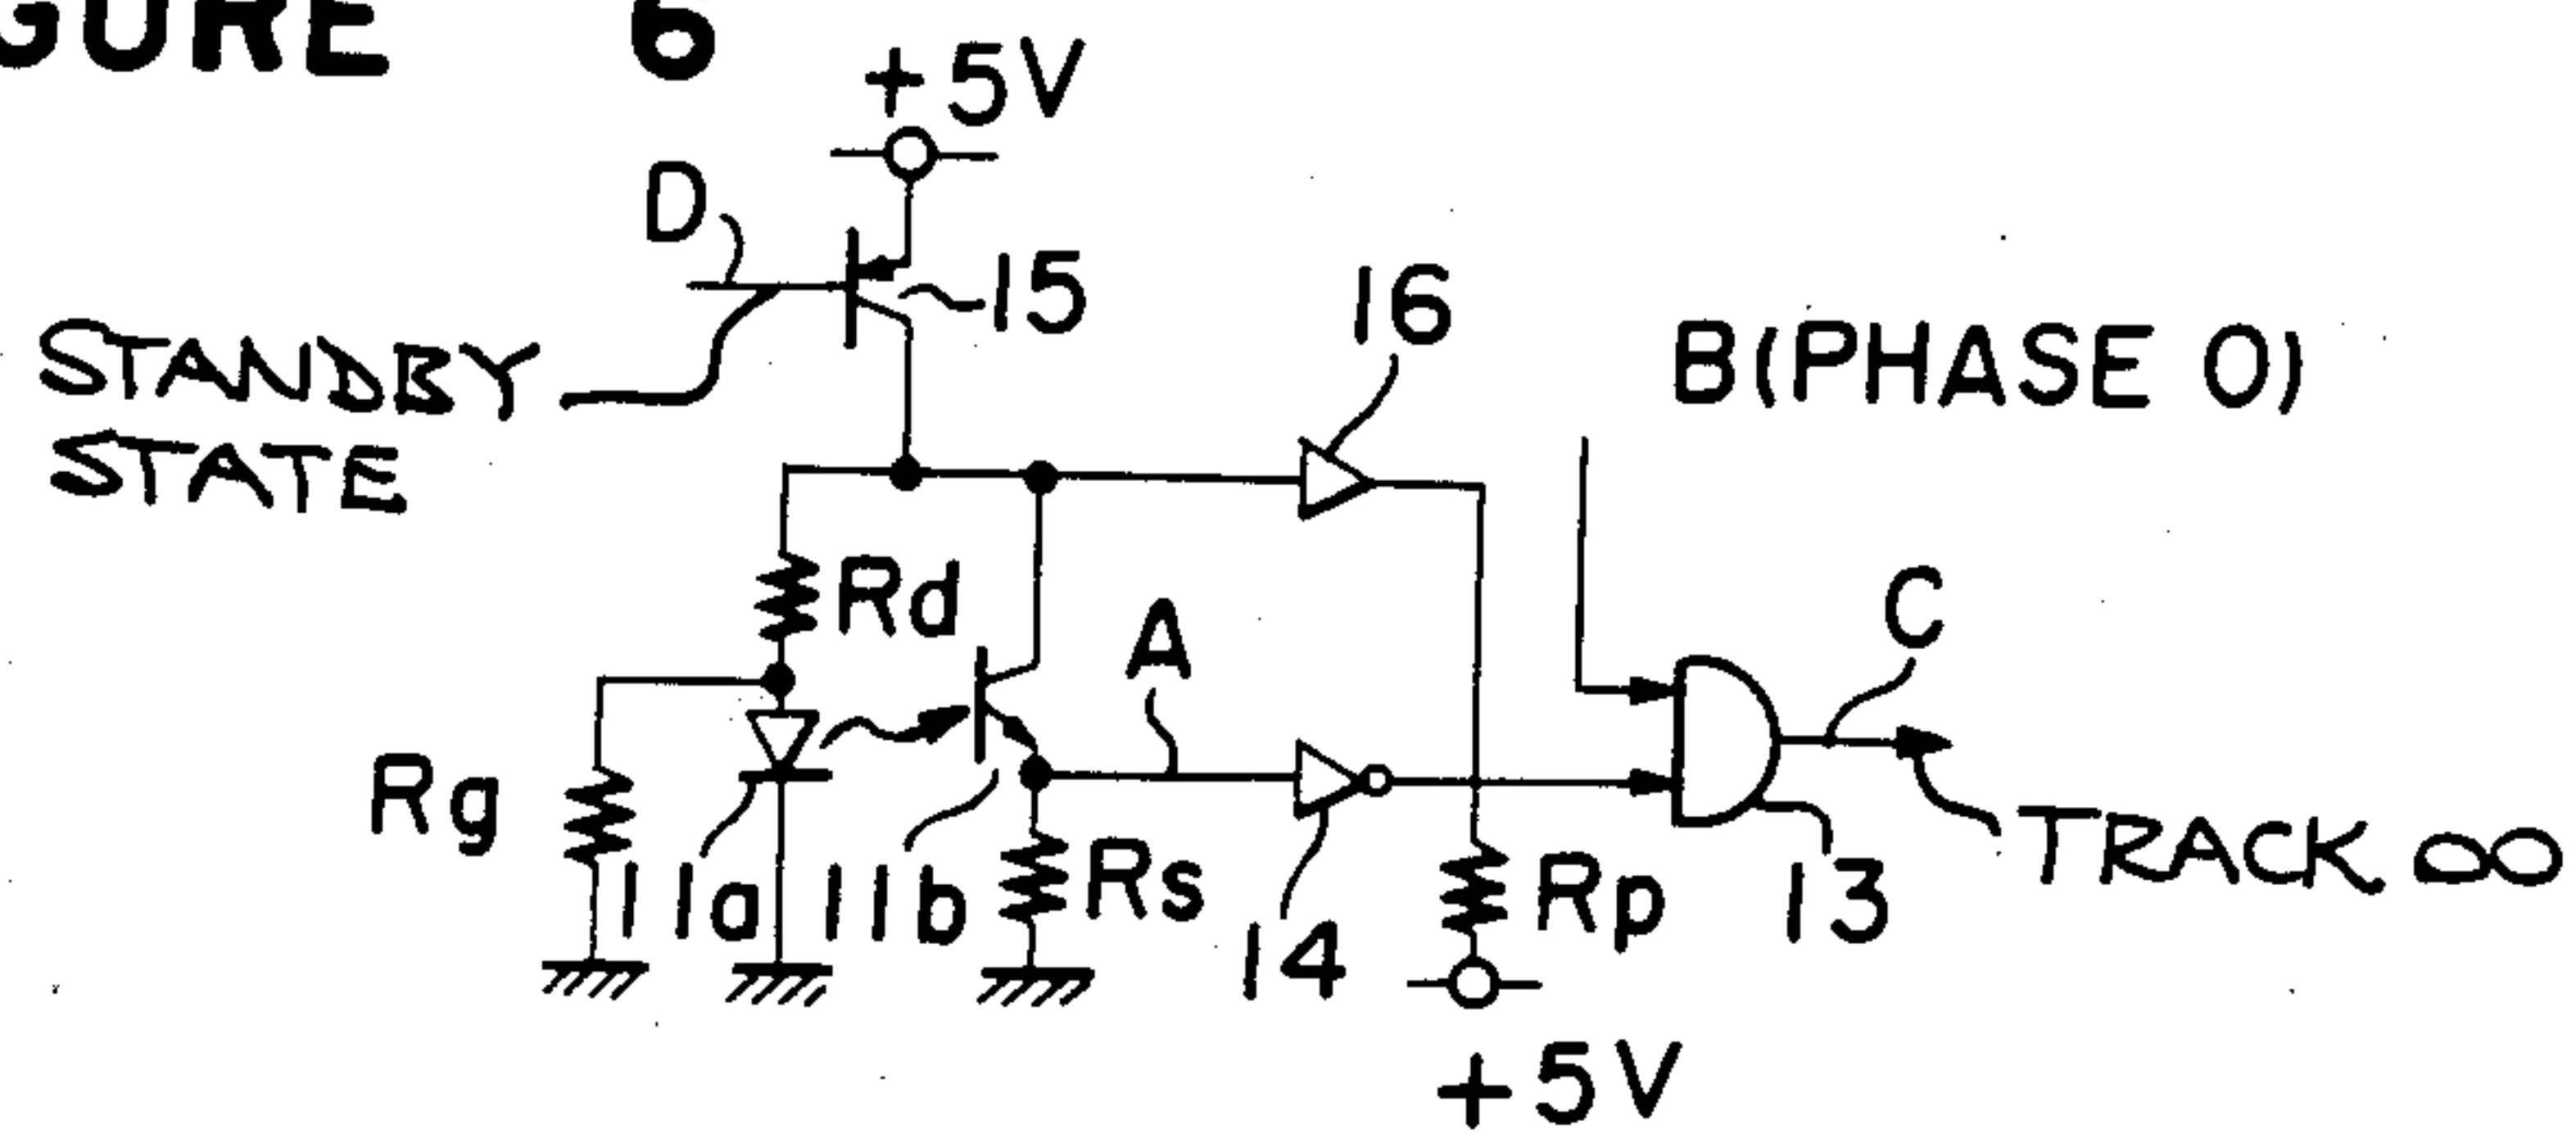 GURE 6
+5V
D
15
16
STANDBY
STATE
B(PHASE 0)
Rd
A
C
Rg
11a
11b
Rs
14
Rp
13
TRACK 00
+5V